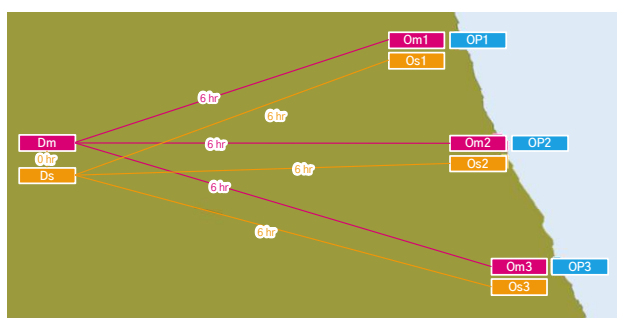 Om1 OP1
Os1
6 hr
6 hr
Dm
6 hr
Om2 OP2
0 hr
Os2
6 hr
Ds
6 hr
6 hr
Om3 OP3
Os3